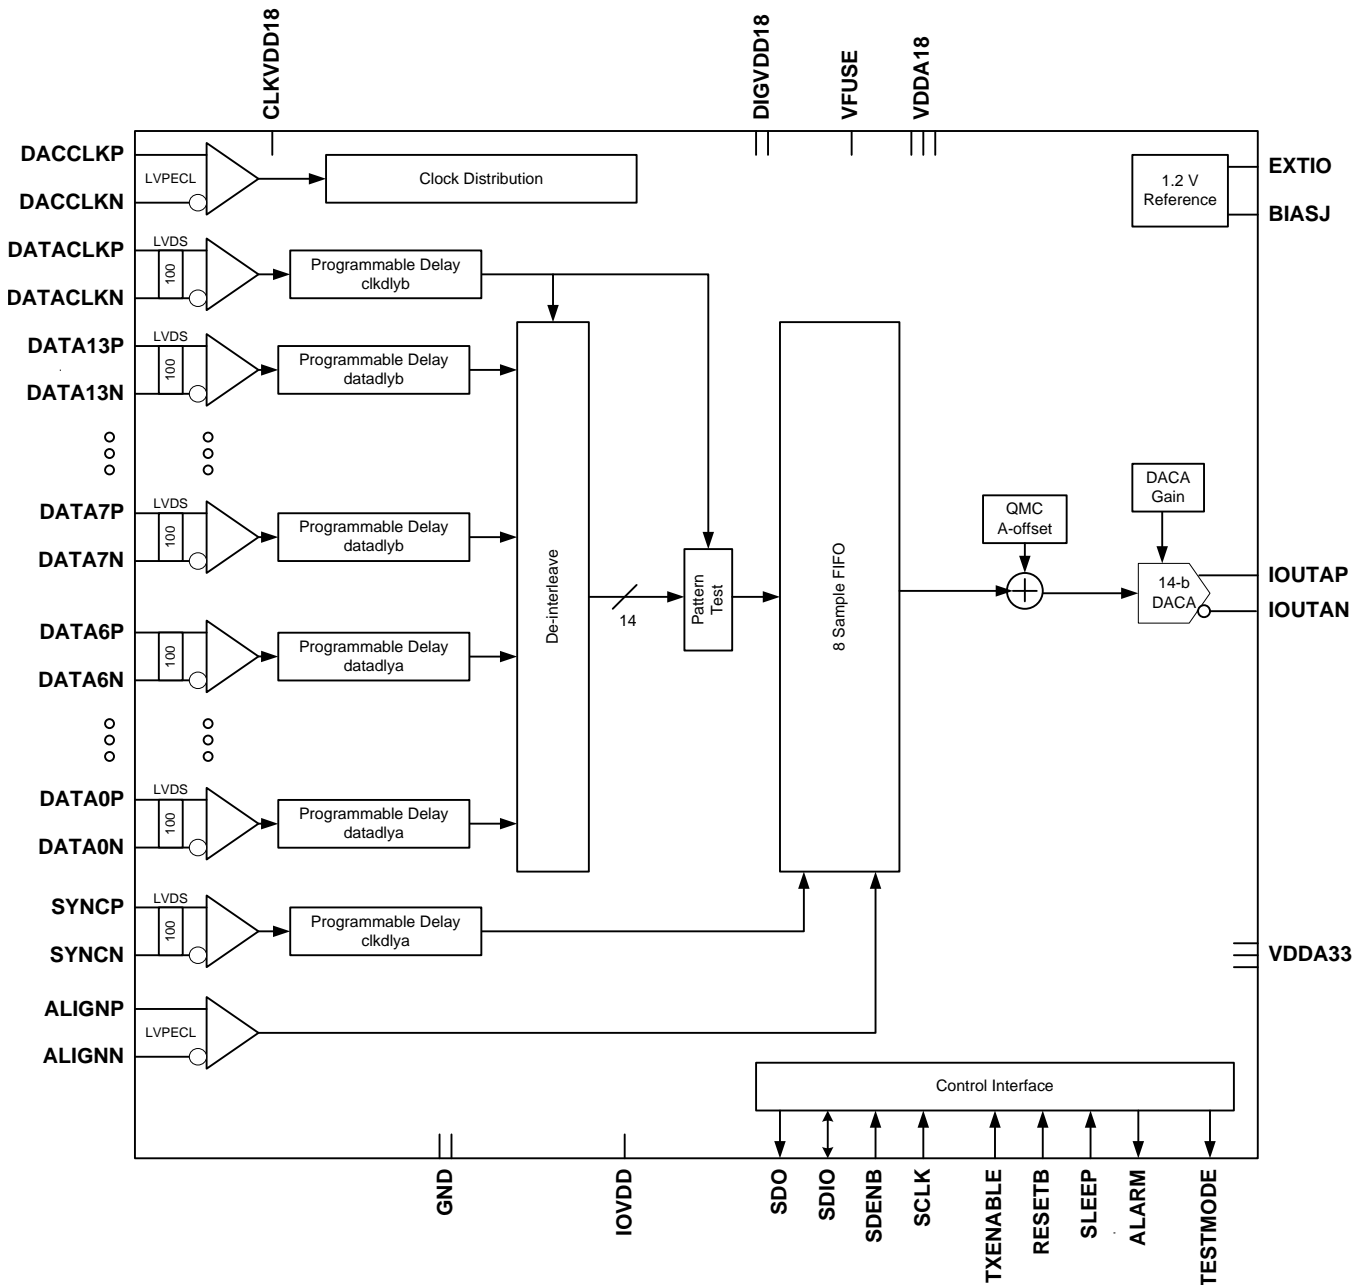 CLKVDD18
DIGVDD18
VFUSE
VDDA18
DACCLKP
LVPECL
DACCLKN
Clock Distribution
1.2 V
Reference
EXTIO
BIASJ
DATACLKP
LVDS
100
DATACLKN
Programmable Delay
clkdlyb
DATA13P
LVDS
100
DATA13N
Programmable Delay
datadlyb
DATA7P
LVDS
100
DATA7N
Programmable Delay
datadlyb
De-interleave
14
Pattern
Test
8 Sample FIFO
QMC
A-offset
DACA
Gain
14-b
DACA
IOUTAP
IOUTAN
DATA6P
100
DATA6N
Programmable Delay
datadlya
DATA0P
LVDS
100
DATA0N
Programmable Delay
datadlya
SYNCP
LVDS
100
SYNCN
Programmable Delay
clkdlya
VDDA33
ALIGNP
LVPECL
ALIGNN
Control Interface
GND
IOVDD
SDO
SDIO
SDENB
SCLK
TXENABLE
RESETB
SLEEP
ALARM
TESTMODE